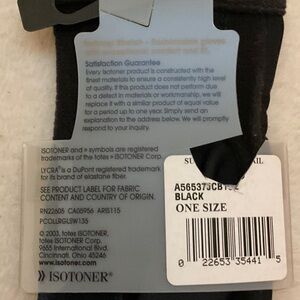 Satisfaction Guarantee
Every Isotoner product is constructed with the
finest materials to ensure a consistently high level
of quality. If this product does not perform due
to a defect in materials or workmanship, we will
replace it with a similar product of equal value
for a period up to one year. Simply send an
explanation to the address below. We will promptly
respond to your inquiry.
ISOTONER and » symbols are registered
trademarks of the totes » ISOTONER Corp.
LYCRA® is a DuPont registered trademark
for its brand of elastane fiber.
SEE PRODUCT LABEL FOR FABRIC
CONTENT AND COUNTRY OF ORIGIN.
RN22605 CA05956 ARIS115
PCOLLRGLSW135
© 2003, totes isotoner
totes Isotoner Corp.
9655 International Blvd.
Cincinnati, Ohio 45246
» ISOTONER®
BLACK
ONE SIZE
0 22653 35441 5